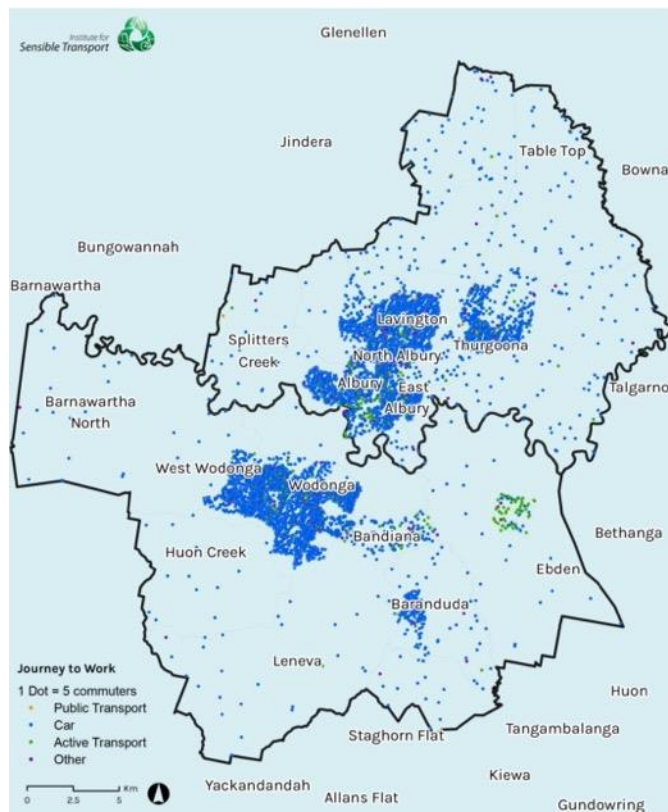 Institute for
Sensible Transport
Glenellen
Jindera
Table Top
Bowna
Bungowannah
Barnawartha
Lavington
Splitters
Creek
Thurgoona
North Albury
Albury
East
Albury
Talgarno
Barnawartha
North
West Wodonga
Wodonga
Bandiana
Bethanga
Huon Creek
Ebden
Baranduda
Leneva
Huon
Staghorn Flat
Tangambalanga
Kiewa
Yackandandah
Allans Flat
Gundowring
Journey to Work
1 Dot = 5 commuters
Public Transport
Car
Active Transport
Other
0 2.5 5 Km